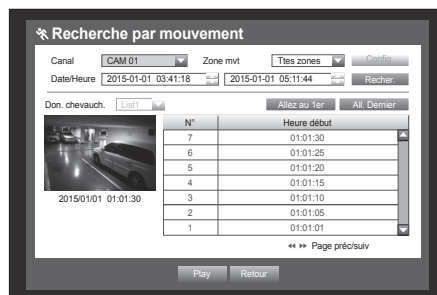 Recherche par mouvement
Canal CAM 01 Zone mvt Ttes zones Config.
Date/Heure 2015-01-01 03:41:18 2015-01-01 05:11:44 Recher.
Don. chevauch. List1 Allez au 1er All. Dernier
N° Heure début
7 01:01:30
6 01:01:25
5 01:01:20
4 01:01:15
3 01:01:10
2 01:01:05
1 01:01:01
2015/01/01 01:01:30
Page préc/suiv
Play Retour